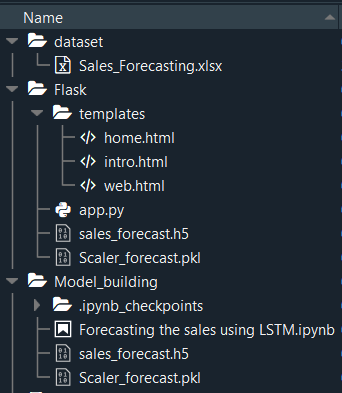 Name
dataset
Sales_Forecasting.xlsx
Flask
templates
home.html
intro.html
web.html
app.py
sales_forecast.h5
Scaler_forecast.pkl
Model_building
.ipynb_checkpoints
Forecasting the sales using LSTM.ipynb
sales_forecast.h5
Scaler_forecast.pkl